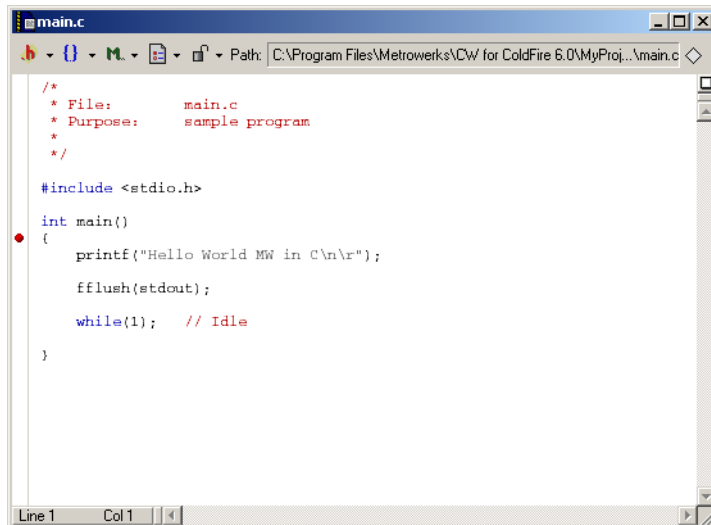 main.c
.h {} M. Path: C:\Program Files\Metrowerks\CW for ColdFire 6.0\MyProj...\main.c
/*
 * File:        main.c
 * Purpose:     sample program
 *
 */
#include <stdio.h>
int main()
{
    printf("Hello World MW in C\n\r");
    fflush(stdout);
    while(1);   // Idle
}
Line 1 Col 1